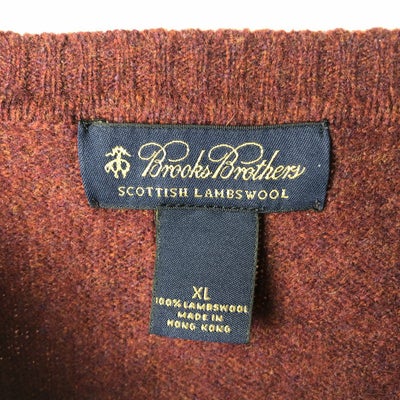 Brooks Brothers
SCOTTISH LAMBSWOOL
XL
100% LAMBSWOOL
MADE IN
HONG KONG